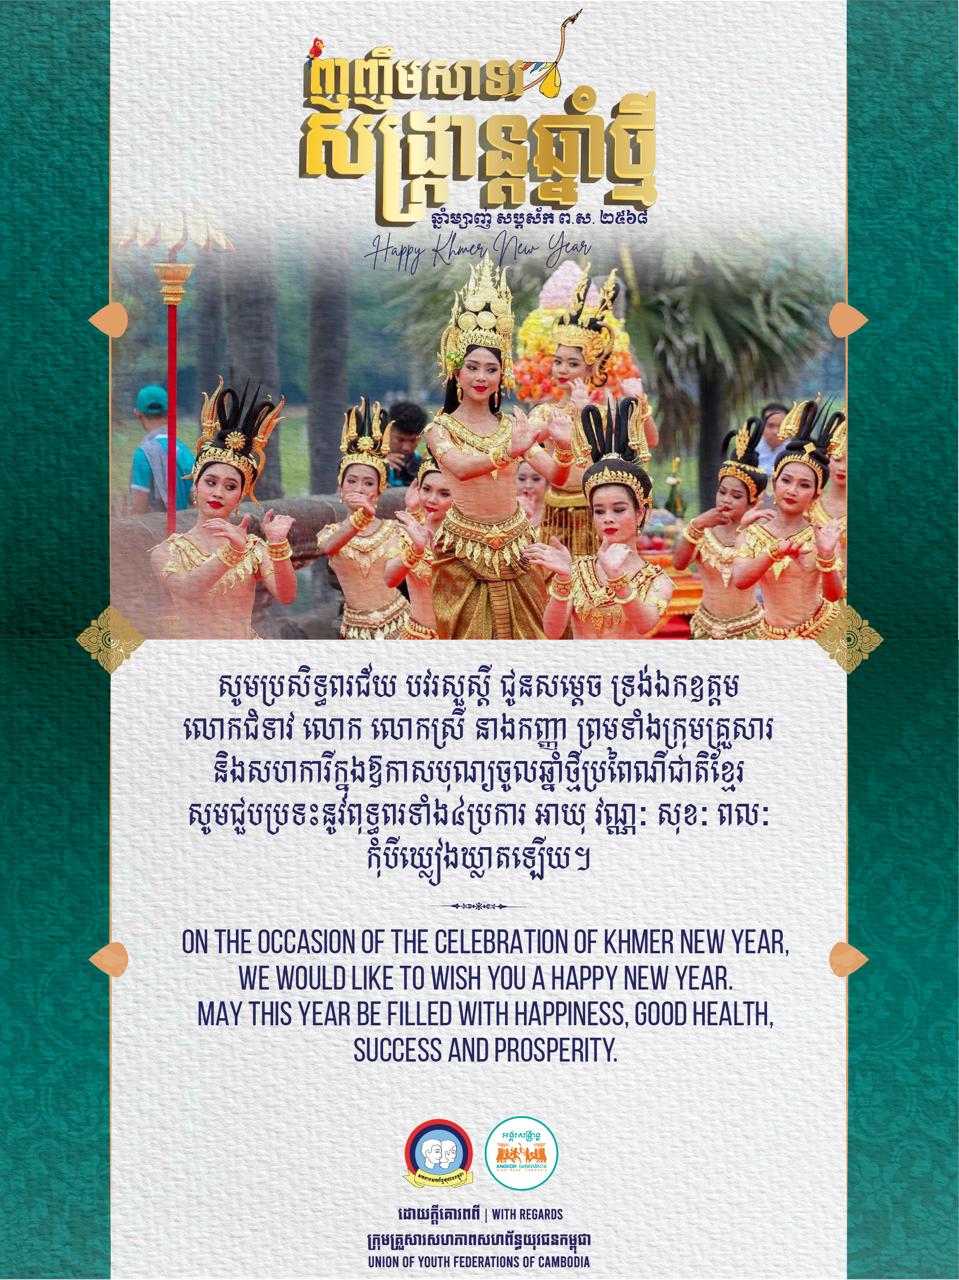 ញញឹមសាទរ
សង្ក្រាន្តឆ្នាំថ្មី
ឆ្នាំម្សាញ់ សប្តស័ក ព.ស. ២៥៦៨
Happy Khmer New Year
សូមប្រសិទ្ធពរជ័យ បវរសួស្តី ជូនសម្តេច ទ្រង់ឯកឧត្តម
លោកជំទាវ លោក លោកស្រី នាងកញ្ញា ព្រមទាំងក្រុមគ្រួសារ
និងសហការីក្នុងឱកាសបុណ្យចូលឆ្នាំថ្មីប្រពៃណីជាតិខ្មែរ
សូមជួបប្រទះនូវពុទ្ធពរទាំង៤ប្រការ អាយុ វណ្ណៈ សុខៈ ពលៈ
កុំបីឃ្លៀងឃ្លាតឡើយ។
ON THE OCCASION OF THE CELEBRATION OF KHMER NEW YEAR,
WE WOULD LIKE TO WISH YOU A HAPPY NEW YEAR.
MAY THIS YEAR BE FILLED WITH HAPPINESS, GOOD HEALTH,
SUCCESS AND PROSPERITY.
អង្គរសង្ក្រាន្ត
ANGKOR SANKRANTA
ដោយក្តីគោរពពី | WITH REGARDS
ក្រុមគ្រួសារសហភាពសហព័ន្ធយុវជនកម្ពុជា
UNION OF YOUTH FEDERATIONS OF CAMBODIA